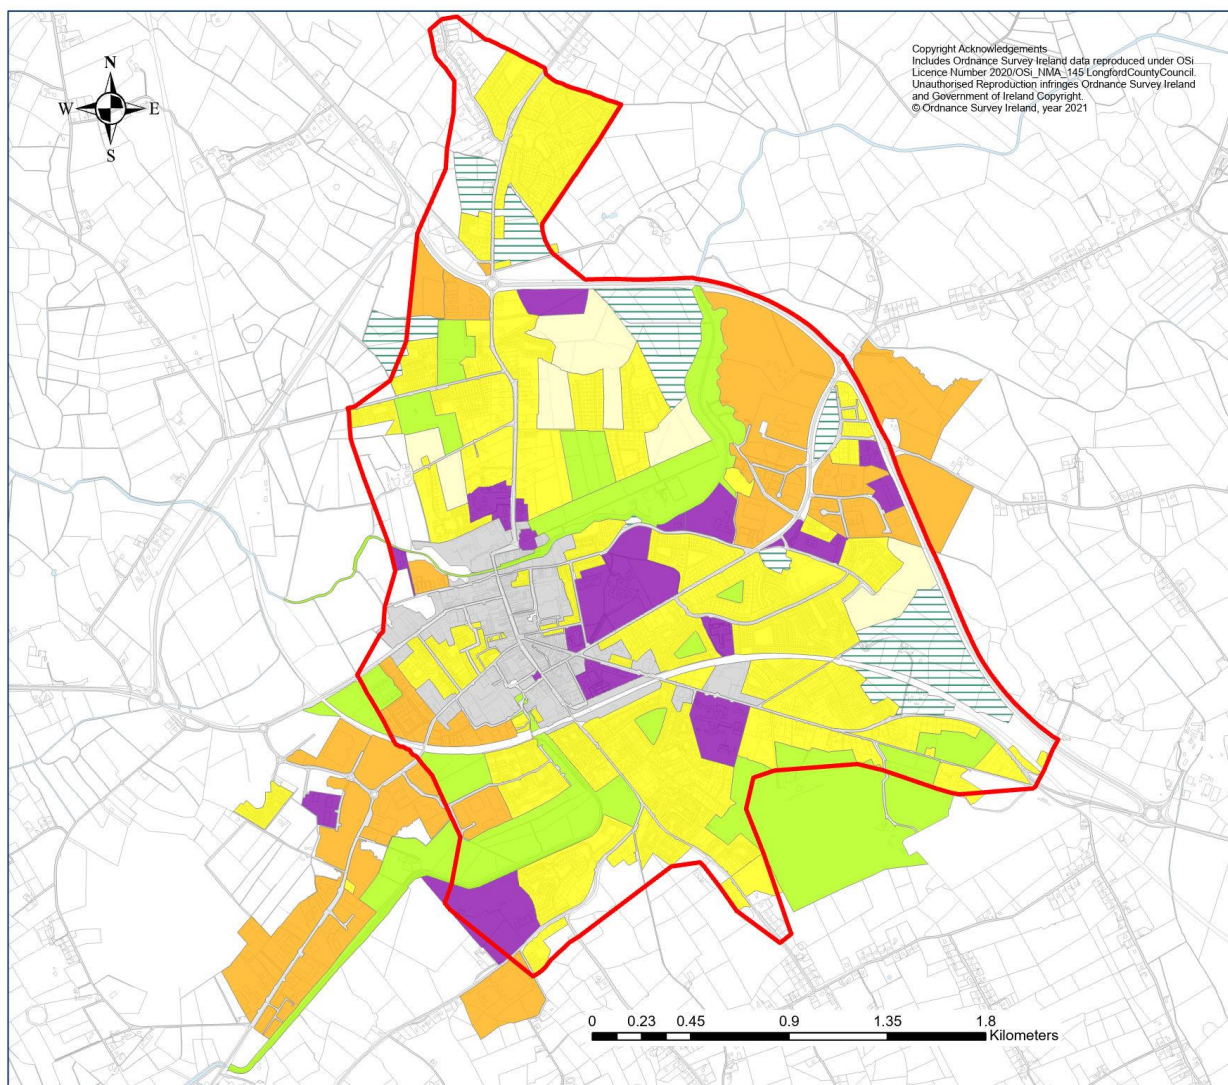 Copyright Acknowledgements
Includes Ordnance Survey Ireland data reproduced under OSi
Licence Number 2020/OSi_NMA_145 LongfordCountyCouncil.
Unauthorised Reproduction infringes Ordnance Survey Ireland
and Government of Ireland Copyright.
© Ordnance Survey Ireland, year 2021
N
W E
S
0 0.23 0.45 0.9 1.35 1.8
Kilometers